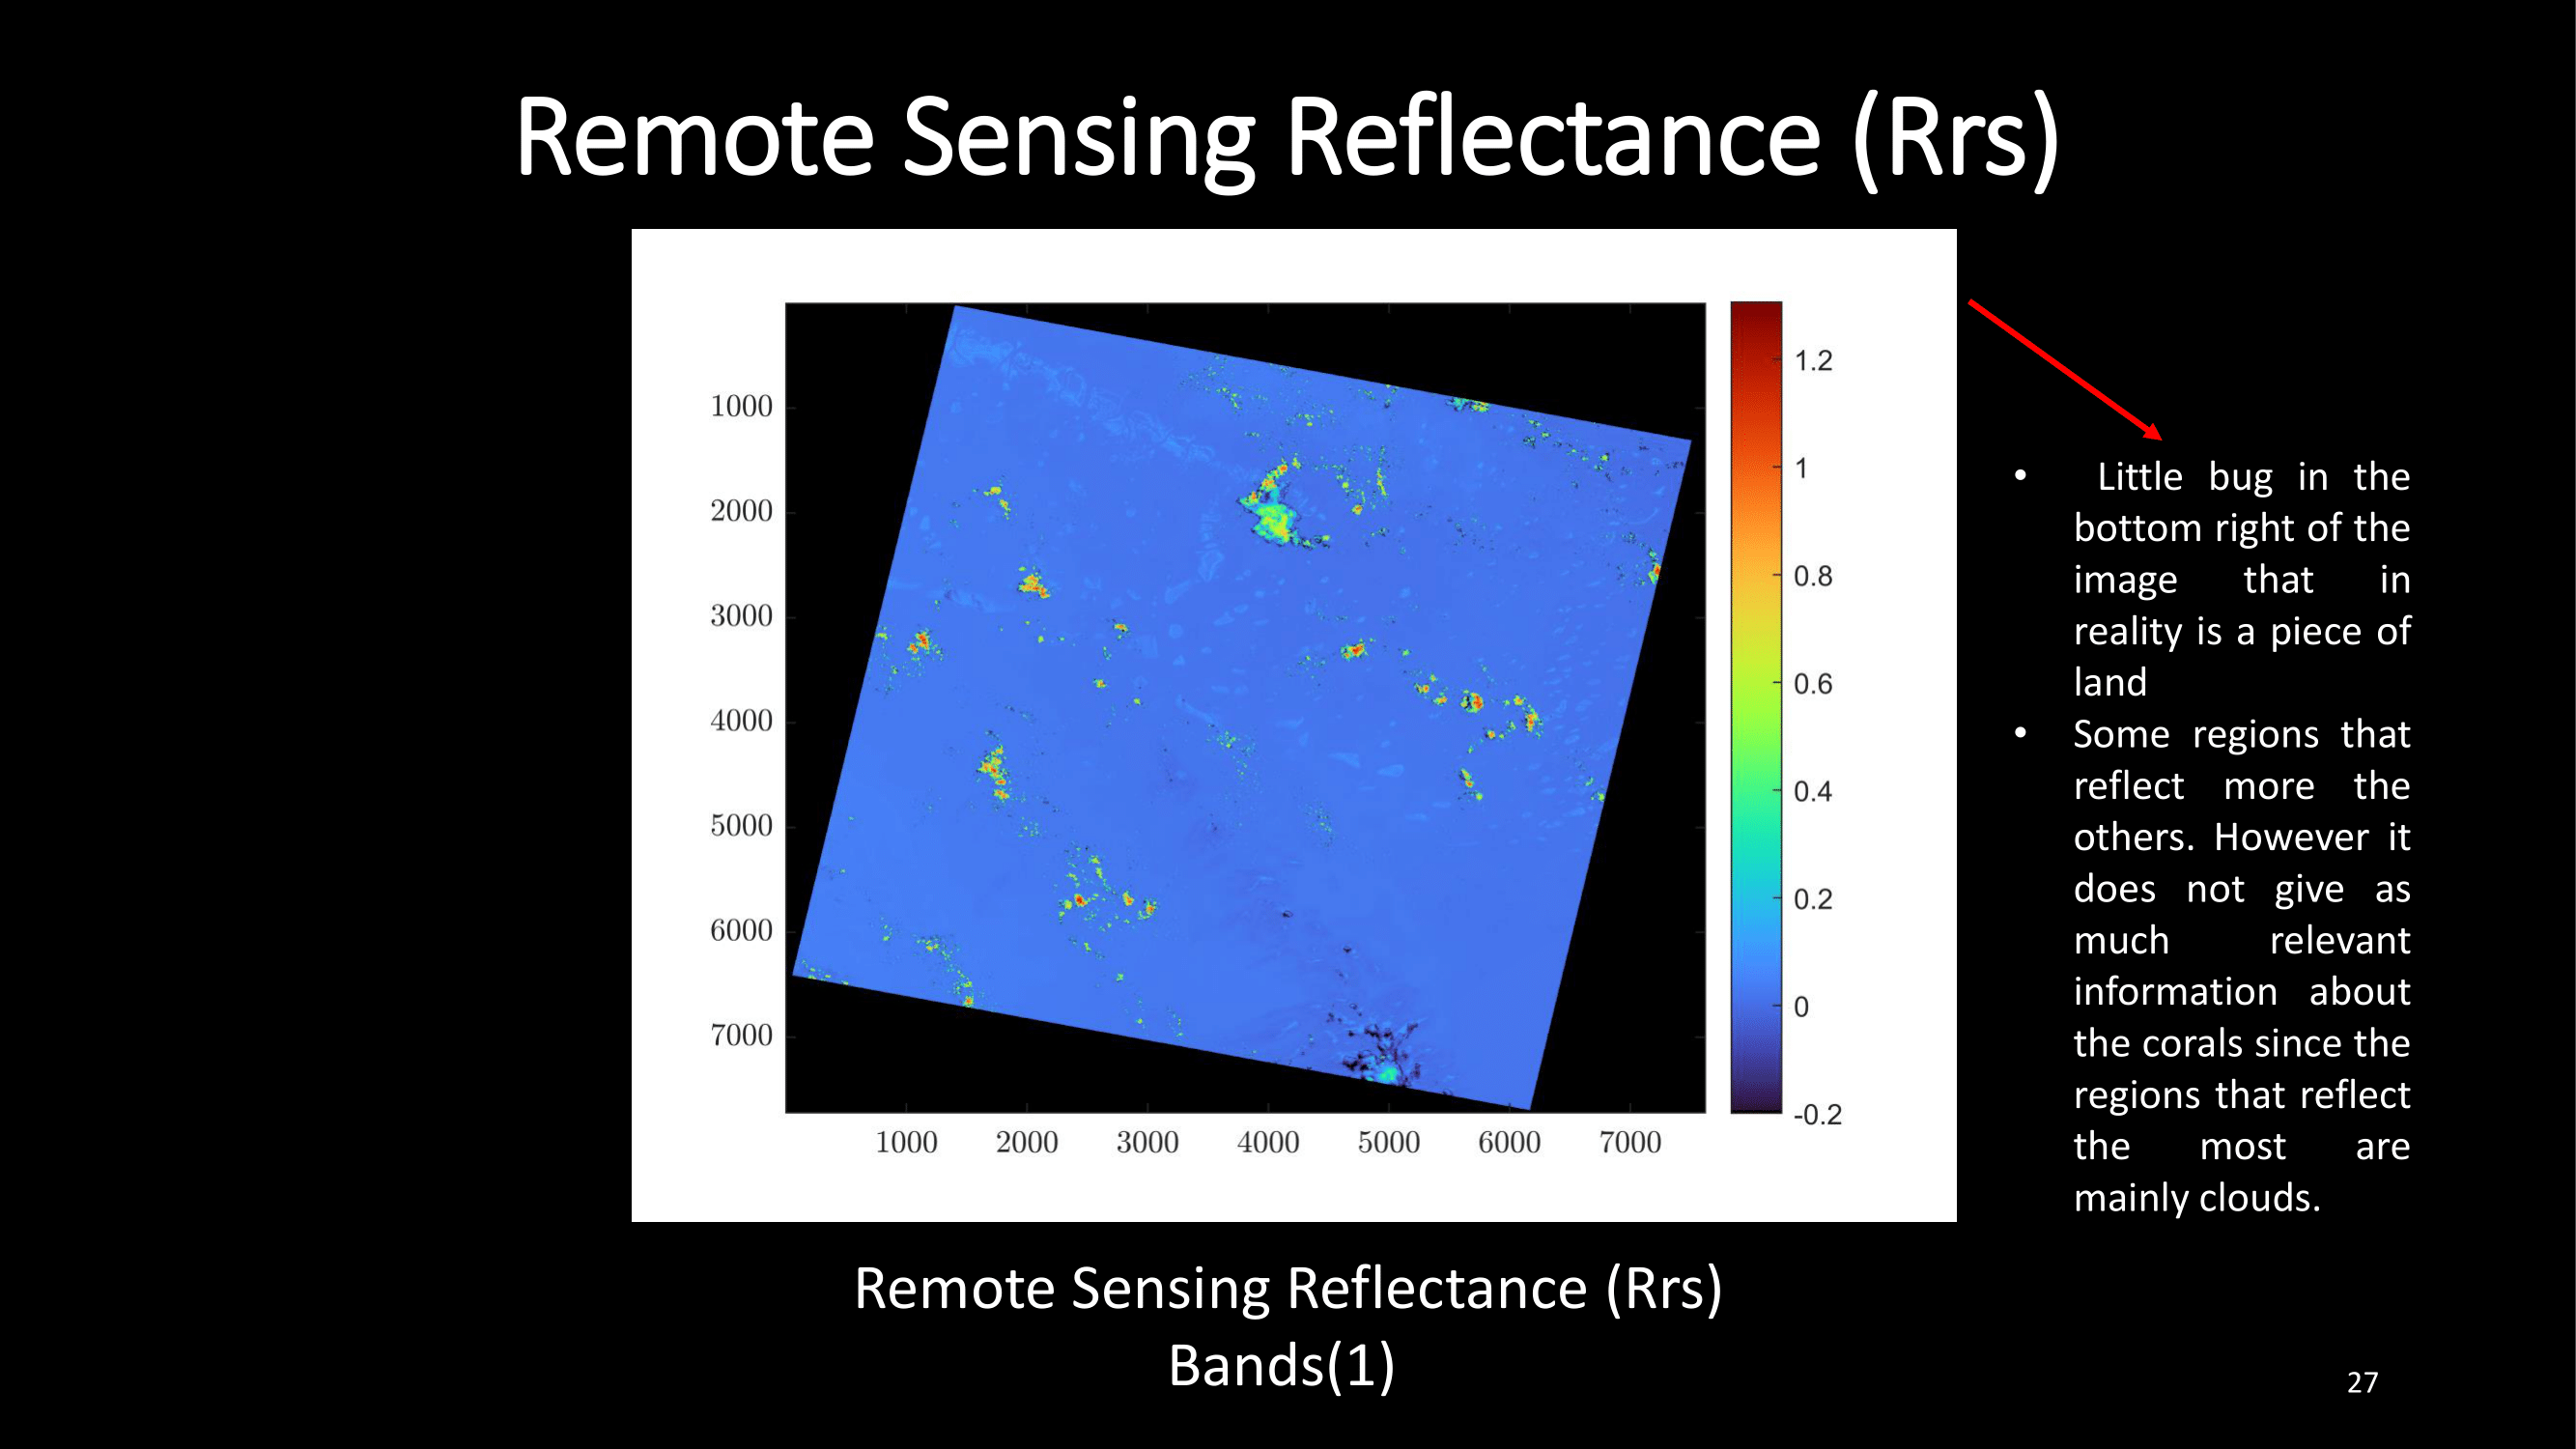 Remote Sensing Reflectance (Rrs)
1000
2000
3000
4000
5000
6000
7000
1000 2000 3000 4000 5000 6000 7000
1.2
1
0.8
0.6
0.4
0.2
0
-0.2
• Little bug in the
bottom right of the
image that in
reality is a piece of
land
• Some regions that
reflect more the
others. However it
does not give as
much relevant
information about
the corals since the
regions that reflect
the most are
mainly clouds.
Remote Sensing Reflectance (Rrs)
Bands(1)
27